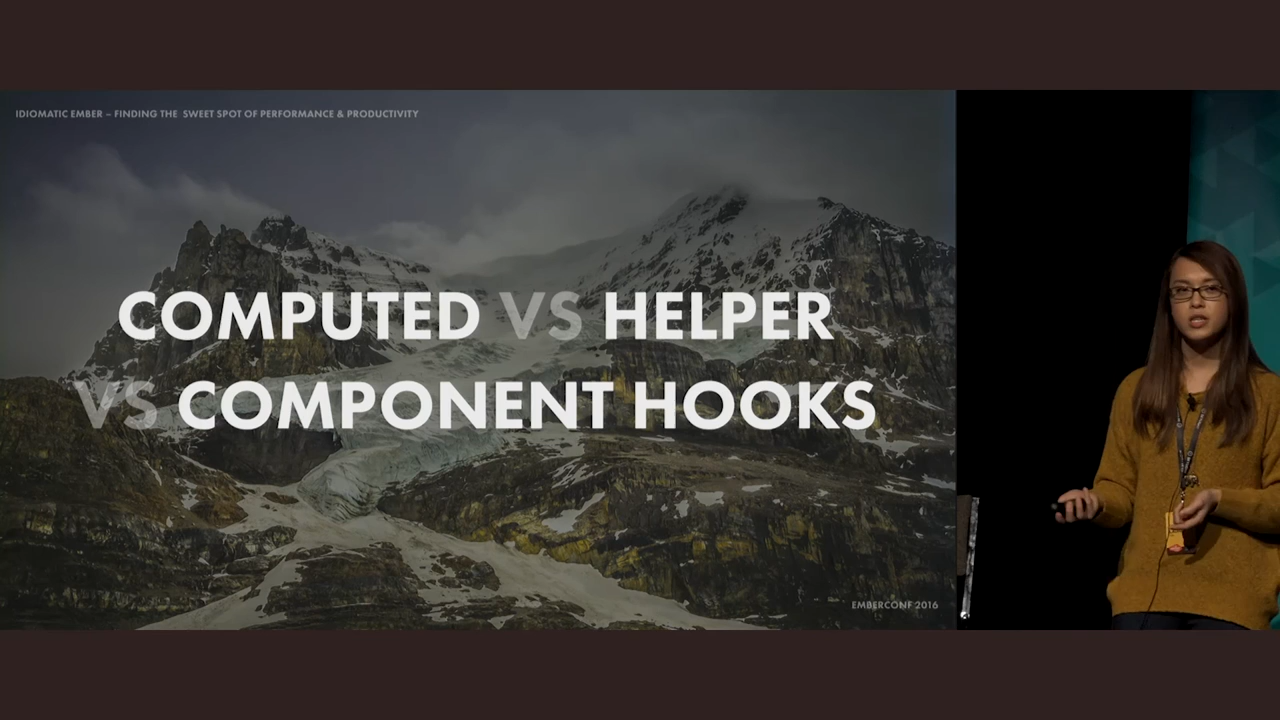 IDIOMATIC EMBER – FINDING THE SWEET SPOT OF PERFORMANCE & PRODUCTIVITY
COMPUTED VS HELPER
VS COMPONENT HOOKS
EMBERCONF 2016